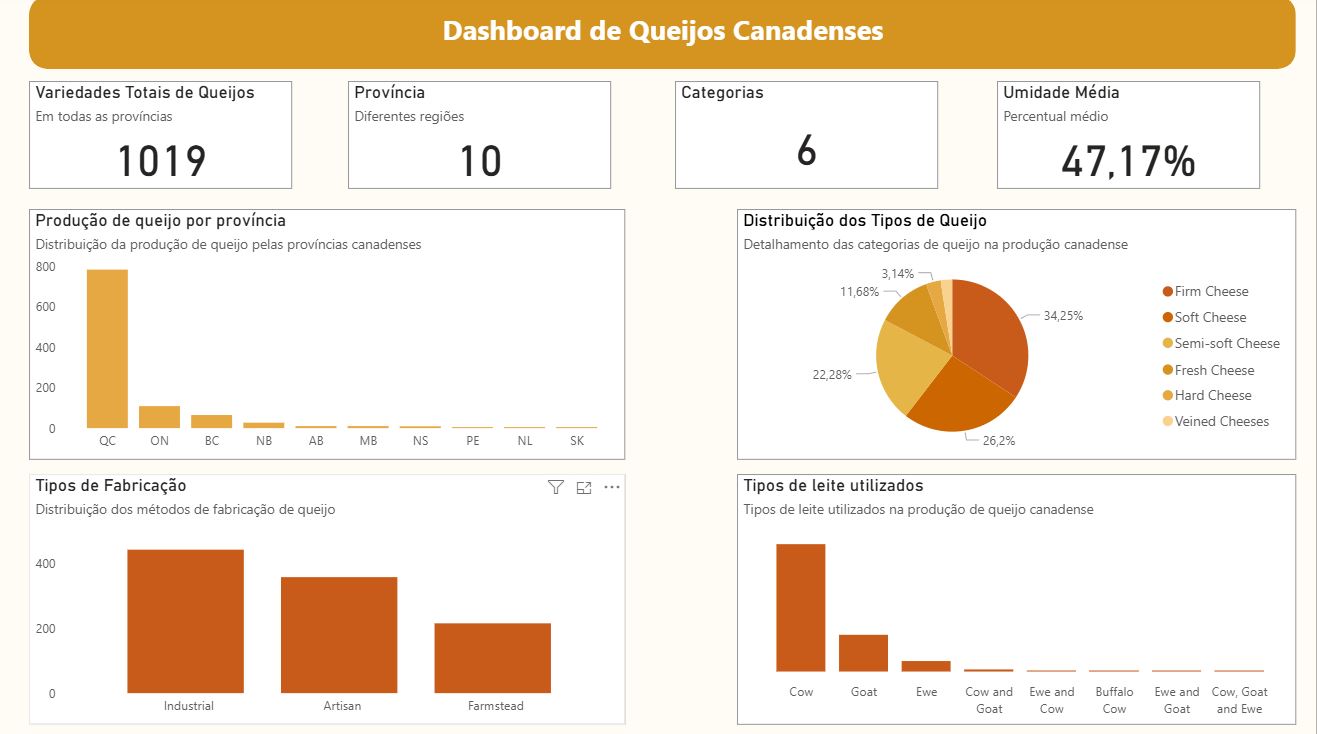 Dashboard de Queijos Canadenses
Variedades Totais de Queijos
Em todas as províncias
1019
Província
Diferentes regiões
10
Categorias
6
Umidade Média
Percentual médio
47,17%
Produção de queijo por província
Distribuição da produção de queijo pelas províncias canadenses
800
600
400
200
0
QC ON BC NB AB MB NS PE NL SK
Distribuição dos Tipos de Queijo
Detalhamento das categorias de queijo na produção canadense
3,14%
11,68%
34,25%
22,28%
26,2%
Firm Cheese
Soft Cheese
Semi-soft Cheese
Fresh Cheese
Hard Cheese
Veined Cheeses
Tipos de Fabricação
Distribuição dos métodos de fabricação de queijo
400
200
0
Industrial Artisan Farmstead
Tipos de leite utilizados
Tipos de leite utilizados na produção de queijo canadense
Cow Goat Ewe Cow and Ewe and Buffalo Ewe and Cow, Goat
Goat Cow Cow Goat and Ewe